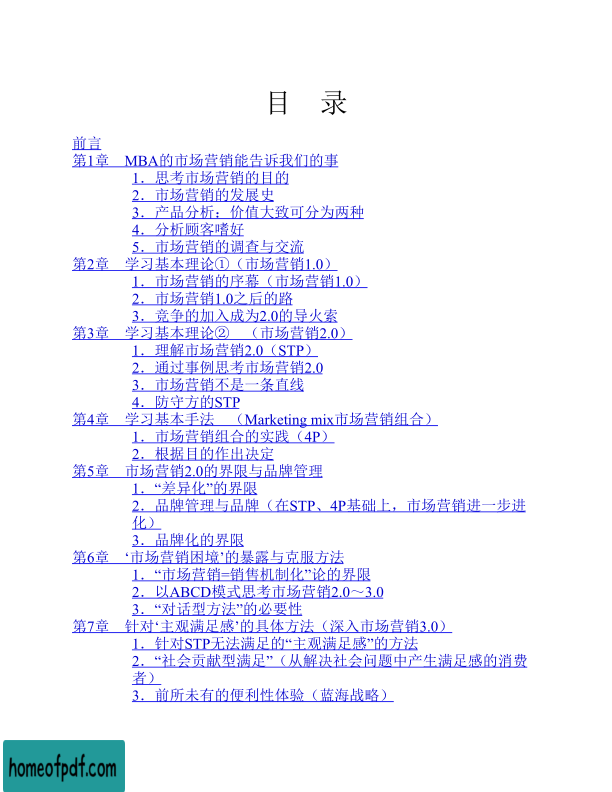 目 录
前言
第1章 MBA的市场营销能告诉我们的事
1．思考市场营销的目的
2．市场营销的发展史
3．产品分析：价值大致可分为两种
4．分析顾客嗜好
5．市场营销的调查与交流
第2章 学习基本理论①（市场营销1.0）
1．市场营销的序幕（市场营销1.0）
2．市场营销1.0之后的路
3．竞争的加入成为2.0的导火索
第3章 学习基本理论② （市场营销2.0）
1．理解市场营销2.0（STP）
2．通过事例思考市场营销2.0
3．市场营销不是一条直线
4．防守方的STP
第4章 学习基本手法 （Marketing mix市场营销组合）
1．市场营销组合的实践（4P）
2．根据目的作出决定
第5章 市场营销2.0的界限与品牌管理
1．“差异化”的界限
2．品牌管理与品牌（在STP、4P基础上，市场营销进一步进
化）
3．品牌化的界限
第6章 ‘市场营销困境’的暴露与克服方法
1．“市场营销=销售机制化”论的界限
2．以ABCD模式思考市场营销2.0～3.0
3．“对话型方法”的必要性
第7章 针对‘主观满足感’的具体方法（深入市场营销3.0）
1．针对STP无法满足的“主观满足感”的方法
2．“社会贡献型满足”（从解决社会问题中产生满足感的消费
者）
3．前所未有的便利性体验（蓝海战略）
homeofpdf.com